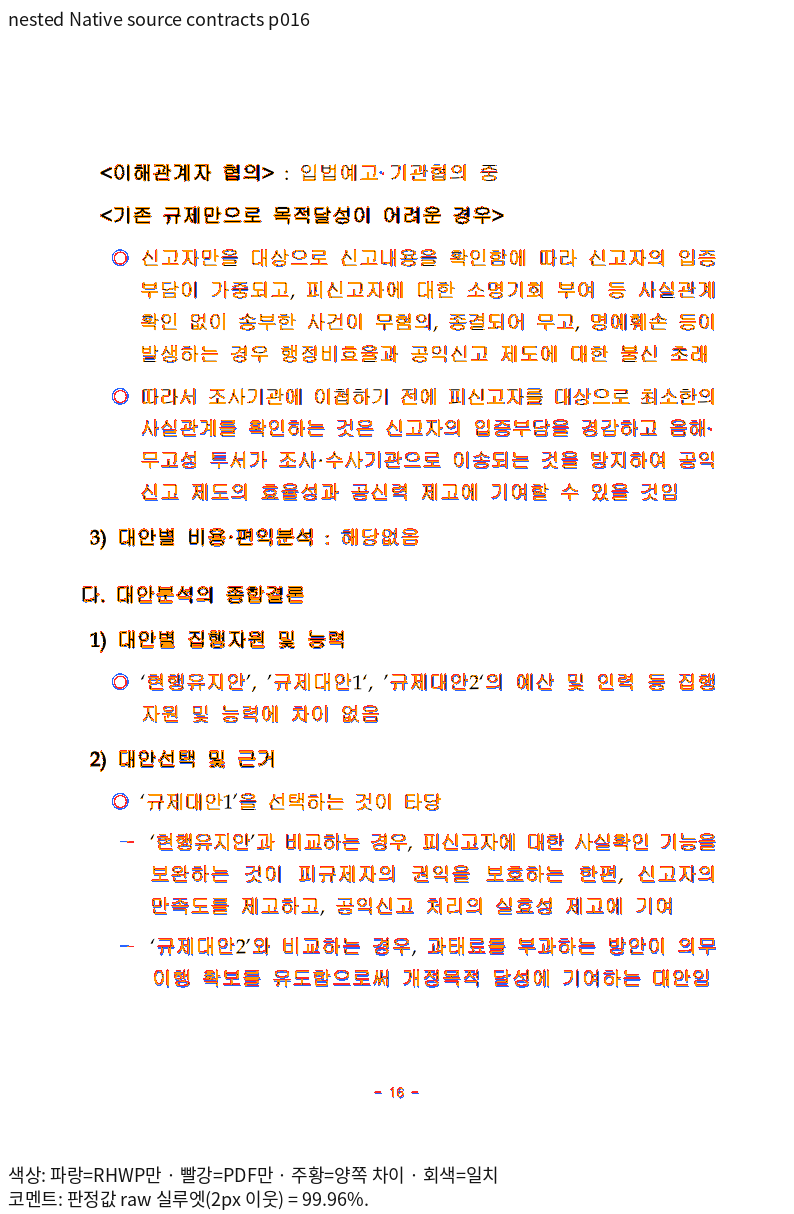 nested Native source contracts p016
<이해관계자 협의> : 입법예고·기관협의 중
<기존 규제만으로 목적달성이 어려운 경우>
○ 신고자만을 대상으로 신고내용을 확인함에 따라 신고자의 입증
부담이 가중되고, 피신고자에 대한 소명기회 부여 등 사실관계
확인 없이 송부한 사건이 무혐의, 종결되어 무고, 명예훼손 등이
발생하는 경우 행정비효율과 공익신고 제도에 대한 불신 초래
○ 따라서 조사기관에 이첩하기 전에 피신고자를 대상으로 최소한의
사실관계를 확인하는 것은 신고자의 입증부담을 경감하고 음해·
무고성 투서가 조사·수사기관으로 이송되는 것을 방지하여 공익
신고 제도의 효율성과 공신력 제고에 기여할 수 있을 것임
3) 대안별 비용·편익분석 : 해당없음
다. 대안분석의 종합결론
1) 대안별 집행자원 및 능력
○ ‘현행유지안’, ’규제대안1‘, ’규제대안2‘의 예산 및 인력 등 집행
자원 및 능력에 차이 없음
2) 대안선택 및 근거
○ ‘규제대안1’을 선택하는 것이 타당
- ‘현행유지안’과 비교하는 경우, 피신고자에 대한 사실확인 기능을
보완하는 것이 피규제자의 권익을 보호하는 한편, 신고자의
만족도를 제고하고, 공익신고 처리의 실효성 제고에 기여
- ‘규제대안2’와 비교하는 경우, 과태료를 부과하는 방안이 의무
이행 확보를 유도함으로써 개정목적 달성에 기여하는 대안임
- 16 -
색상: 파랑=RHWP만 · 빨강=PDF만 · 주황=양쪽 차이 · 회색=일치
코멘트: 판정값 raw 실루엣(2px 이웃) = 99.96%.